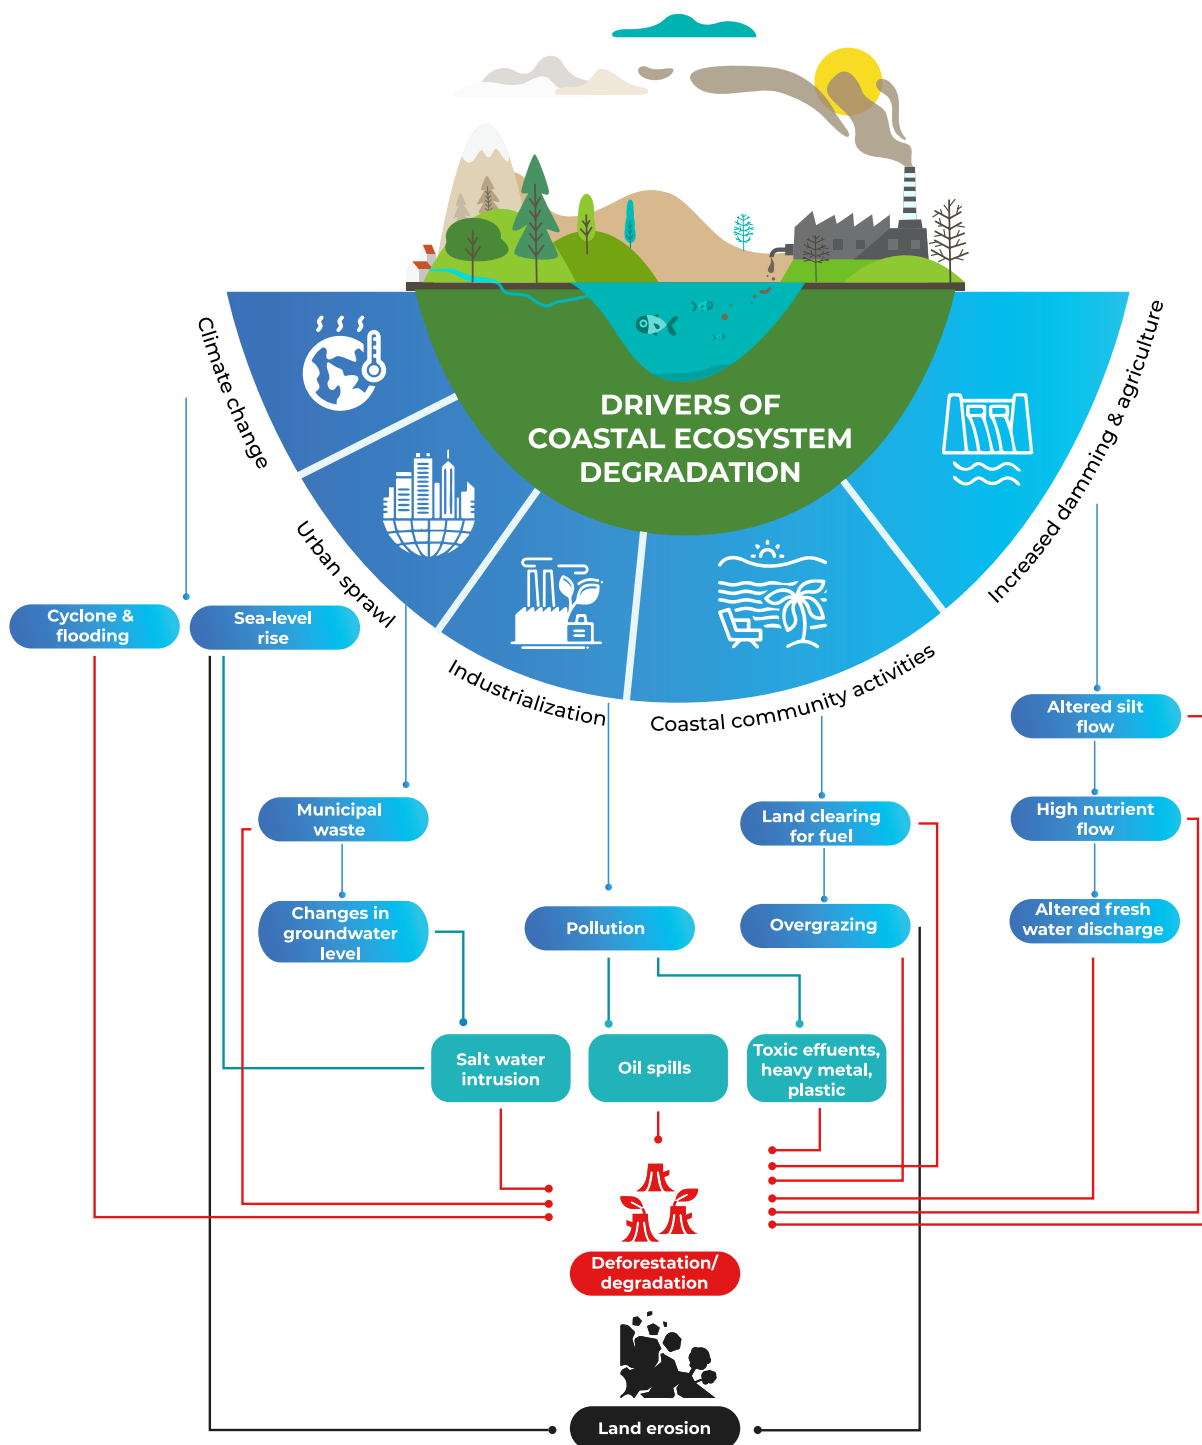 DRIVERS OF
COASTAL ECOSYSTEM
DEGRADATION
Climate change
Urban sprawl
Industrialization
Coastal community activities
Increased damming & agriculture
Cyclone &
flooding
Sea-level
rise
Altered silt
flow
Municipal
waste
Land clearing
for fuel
High nutrient
flow
Changes in
groundwater
level
Pollution
Overgrazing
Altered fresh
water discharge
Salt water
intrusion
Oil spills
Toxic effuents,
heavy metal,
plastic
Deforestation/
degradation
Land erosion